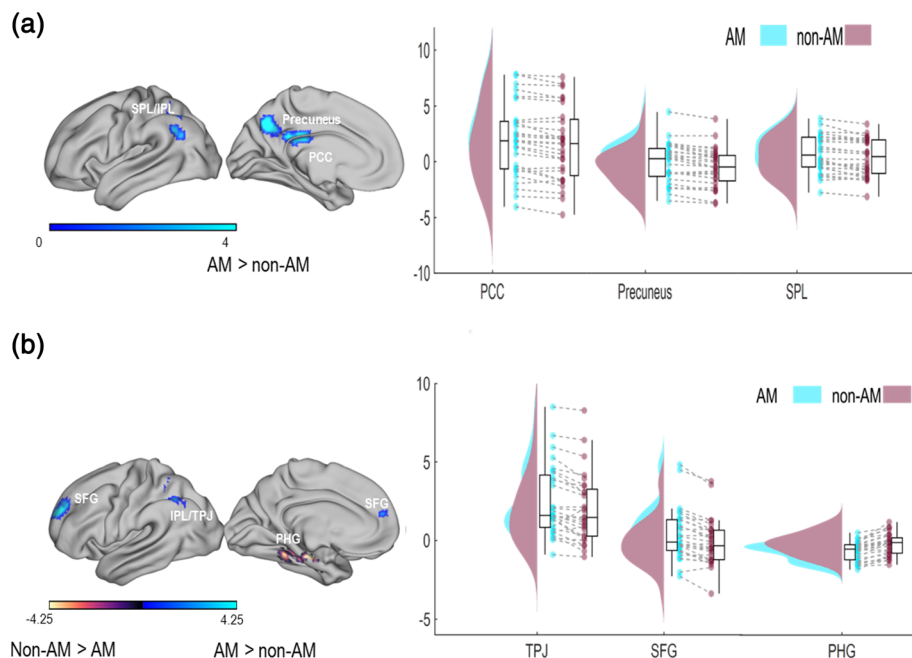 (a)
AM non-AM
10
5
0
-5
-10
SPL/IPL
Precuneus
PCC
0 4
AM > non-AM
PCC Precuneus SPL
(b)
AM non-AM
10
5
0
-5
SFG
IPL/TPJ
SFG
PHG
-4.25 4.25
Non-AM > AM AM > non-AM
TPJ SFG PHG